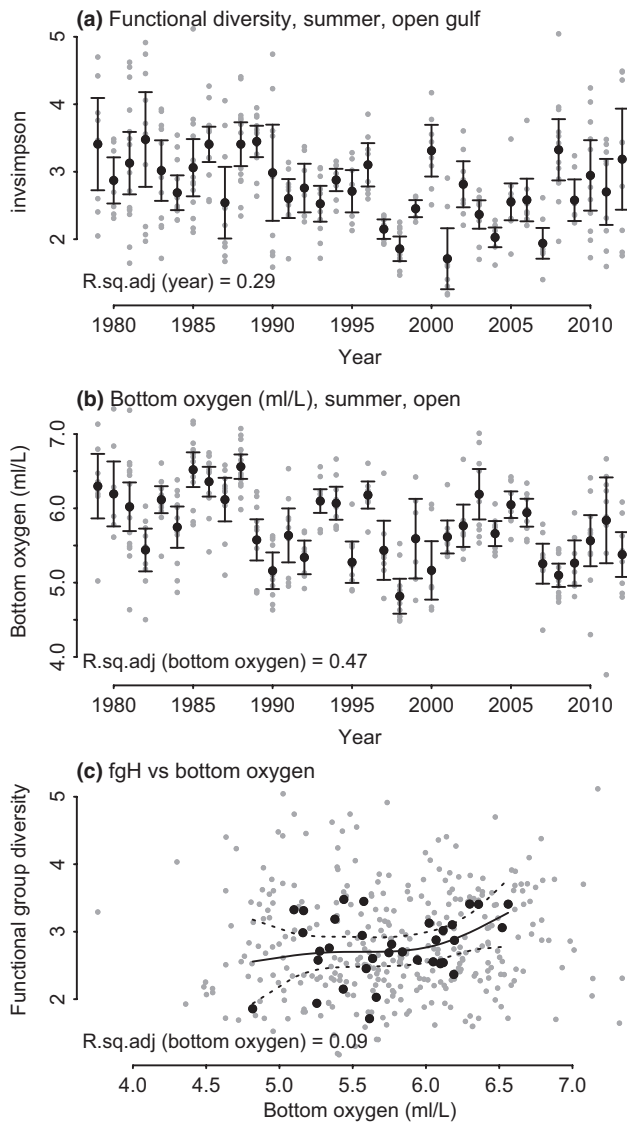 (a) Functional diversity, summer, open gulf
5
4
3
2
invsimpson
R.sq.adj (year) = 0.29
1980 1985 1990 1995 2000 2005 2010
Year
(b) Bottom oxygen (ml/L), summer, open
7.0
6.0
5.0
4.0
Bottom oxygen (ml/L)
R.sq.adj (bottom oxygen) = 0.47
1980 1985 1990 1995 2000 2005 2010
Year
(c) fgH vs bottom oxygen
5
4
3
2
Functional group diversity
R.sq.adj (bottom oxygen) = 0.09
4.0 4.5 5.0 5.5 6.0 6.5 7.0
Bottom oxygen (ml/L)